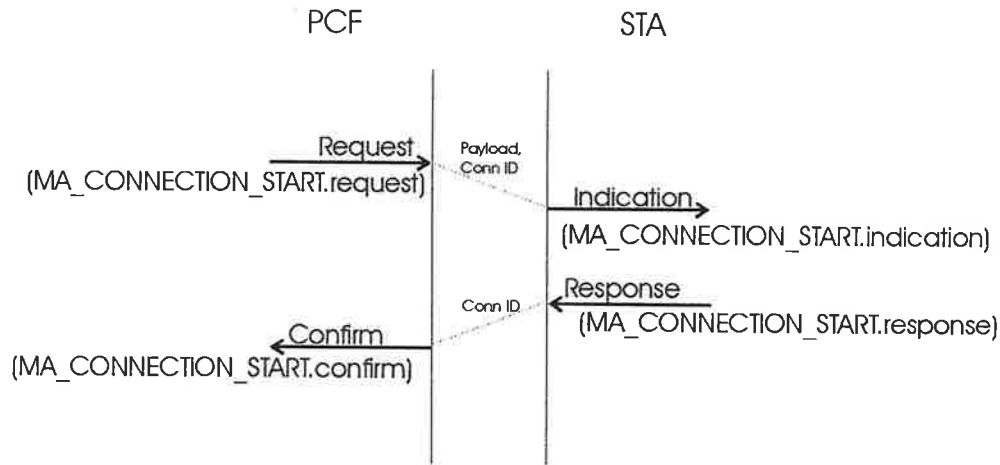 PCF
STA
Request
Payload,
Conn ID
(MA_CONNECTION_START.request)
Indication
(MA_CONNECTION_START.indication)
Response
Conn ID
(MA_CONNECTION_START.response)
Confirm
(MA_CONNECTION_START.confirm)